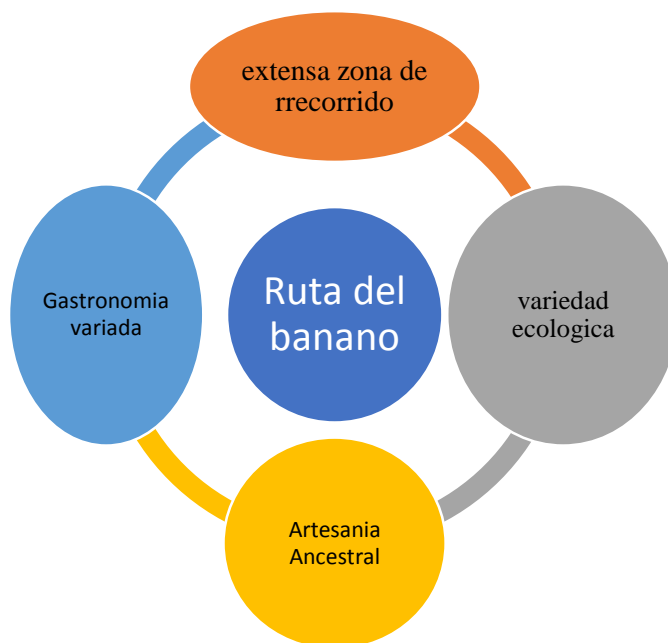 extensa zona de
rrecorrido
Gastronomia
variada
Ruta del
banano
variedad
ecologica
Artesania
Ancestral